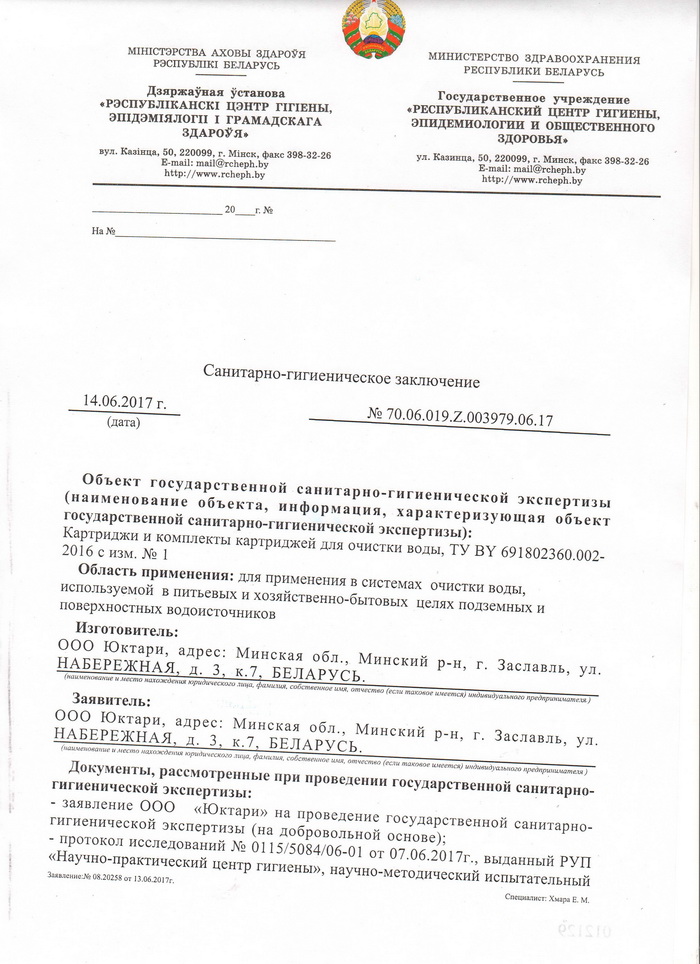 МІНІСТЭРСТВА АХОВЫ ЗДАРОЎЯ
РЭСПУБЛІКІ БЕЛАРУСЬ
Дзяржаўная ўстанова
«РЭСПУБЛІКАНСКІ ЦЭНТР ГІГІЕНЫ,
ЭПІДЭМІЯЛОГІІ І ГРАМАДСКАГА
ЗДАРОЎЯ»
вул. Казінца, 50, 220099, г. Мінск, факс 398-32-26
E-mail: mail@rcheph.by
http://www.rcheph.by
МИНИСТЕРСТВО ЗДРАВООХРАНЕНИЯ
РЕСПУБЛИКИ БЕЛАРУСЬ
Государственное учреждение
«РЕСПУБЛИКАНСКИЙ ЦЕНТР ГИГИЕНЫ,
ЭПИДЕМИОЛОГИИ И ОБЩЕСТВЕННОГО
ЗДОРОВЬЯ»
ул. Казинца, 50, 220099, г. Минск, факс 398-32-26
E-mail: mail@rcheph.by
http://www.rcheph.by
____________________________ 20____г. №
На №_______________________________________________
Санитарно-гигиеническое заключение
14.06.2017 г.
(дата)
№ 70.06.019.Z.003979.06.17
Объект государственной санитарно-гигиенической экспертизы
(наименование объекта, информация, характеризующая объект
государственной санитарно-гигиенической экспертизы):
Картриджи и комплекты картриджей для очистки воды, ТУ BY 691802360.002-
2016 с изм. № 1
Область применения: для применения в системах очистки воды,
используемой в питьевых и хозяйственно-бытовых целях подземных и
поверхностных водоисточников
Изготовитель:
ООО Юктари, адрес: Минская обл., Минский р-н, г. Заславль, ул.
НАБЕРЕЖНАЯ, д. 3, к.7, БЕЛАРУСЬ.
(наименование и место нахождения юридического лица, фамилия, собственное имя, отчество (если таковое имеется) индивидуального предпринимателя )
Заявитель:
ООО Юктари, адрес: Минская обл., Минский р-н, г. Заславль, ул.
НАБЕРЕЖНАЯ, д. 3, к.7, БЕЛАРУСЬ.
(наименование и место нахождения юридического лица, фамилия, собственное имя, отчество (если таковое имеется) индивидуального предпринимателя )
Документы, рассмотренные при проведении государственной санитарно-
гигиенической экспертизы:
- заявление ООО «Юктари» на проведение государственной санитарно-
гигиенической экспертизы (на добровольной основе);
- протокол исследований № 0115/5084/06-01 от 07.06.2017г., выданный РУП
«Научно-практический центр гигиены», научно-методический испытательный
Заявление:№ 08.20258 от 13.06.2017г.
Специалист: Хмара Е. М.